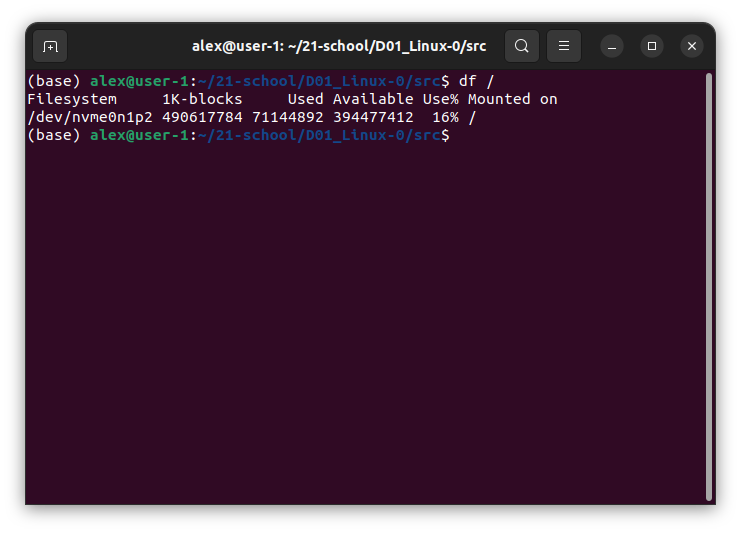 alex@user-1: ~/21-school/D01_Linux-0/src
(base) alex@user-1:~/21-school/D01_Linux-0/src$ df /
Filesystem     1K-blocks     Used Available Use% Mounted on
/dev/nvme0n1p2 490617784 71144892 394477412  16% /
(base) alex@user-1:~/21-school/D01_Linux-0/src$